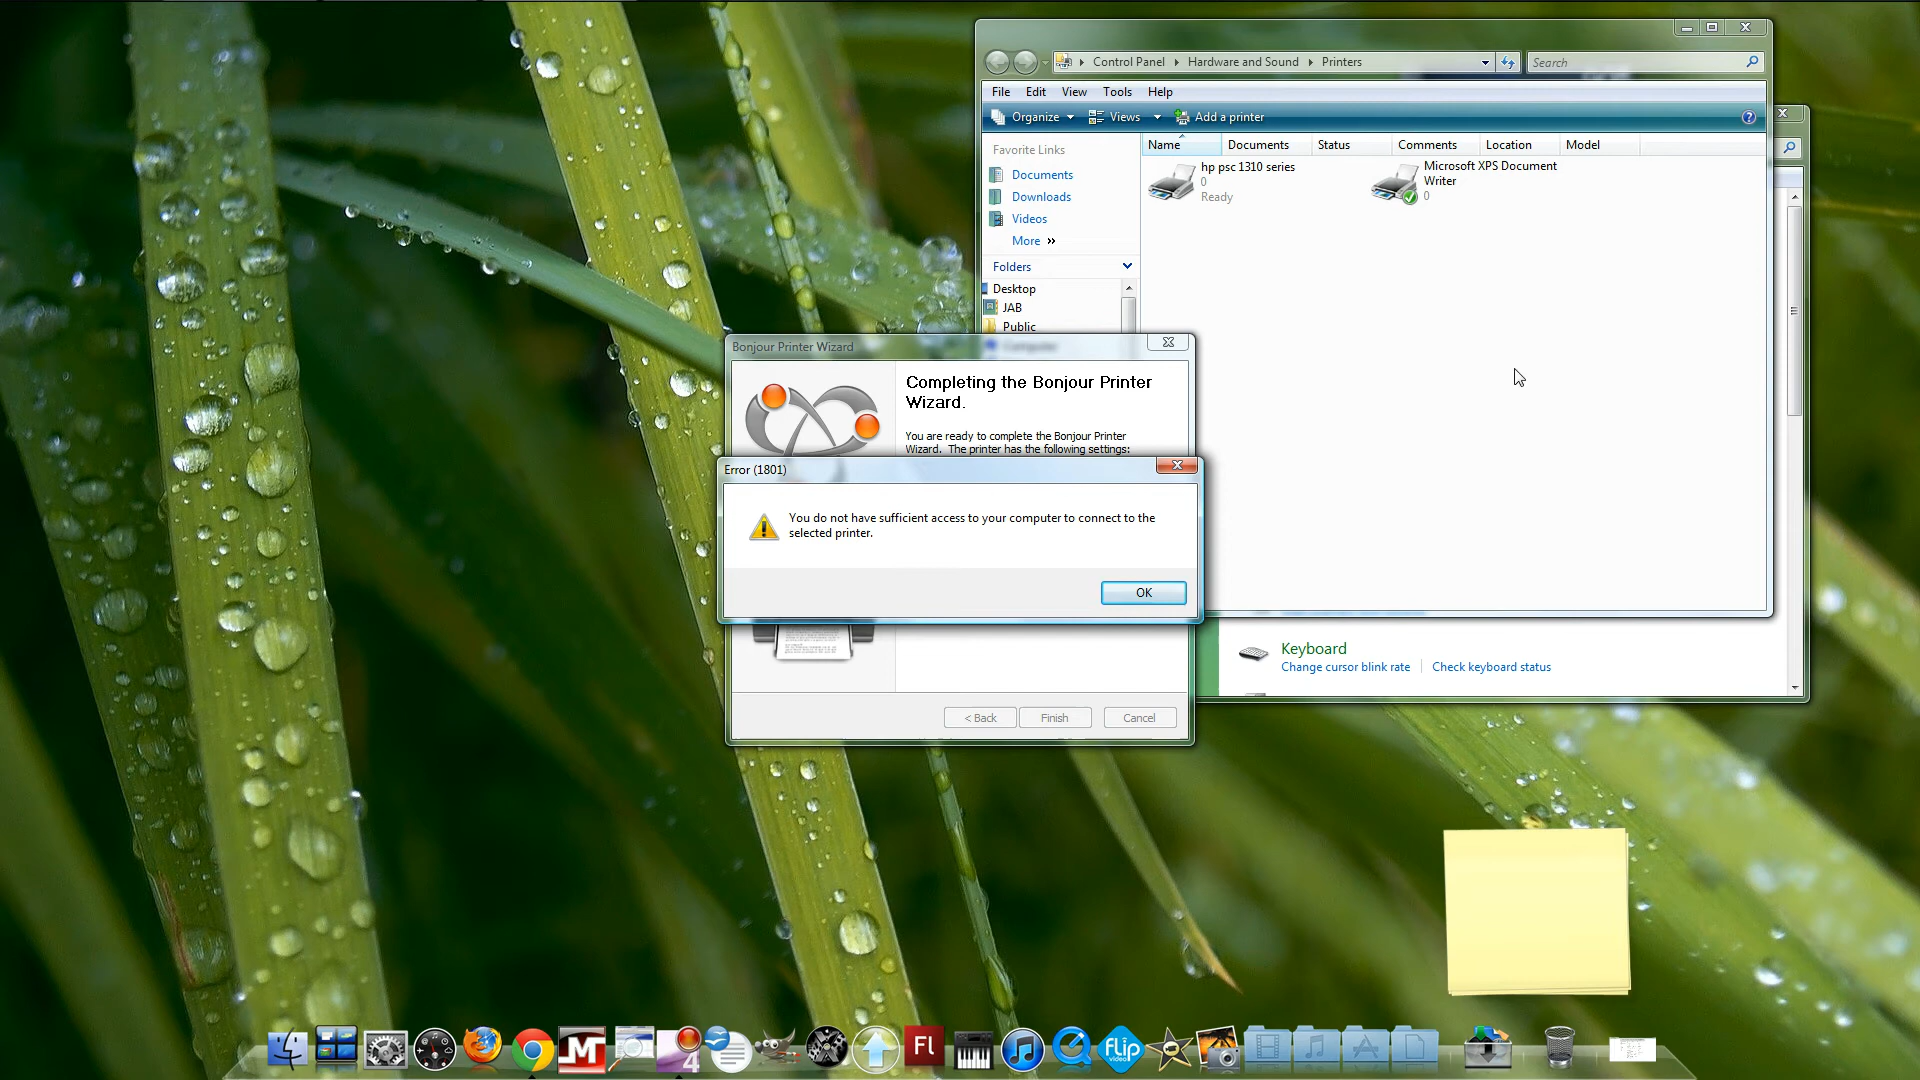 Control Panel
Hardware and Sound
Printers
Search
File Edit View Tools Help
Organize Views Add a printer
Favorite Links
Name Documents Status Comments Location Model
Documents
Downloads
Videos
More »
Folders
Desktop
JAB
Public
Computer
hp psc 1310 series
0
Ready
Microsoft XPS Document
Writer
0
Bonjour Printer Wizard
Completing the Bonjour Printer
Wizard.
You are ready to complete the Bonjour Printer
Wizard. The printer has the following settings:
Error (1801)
You do not have sufficient access to your computer to connect to the
selected printer.
OK
< Back Finish Cancel
Keyboard
Change cursor blink rate Check keyboard status
M
4
X
Fl
flip
video